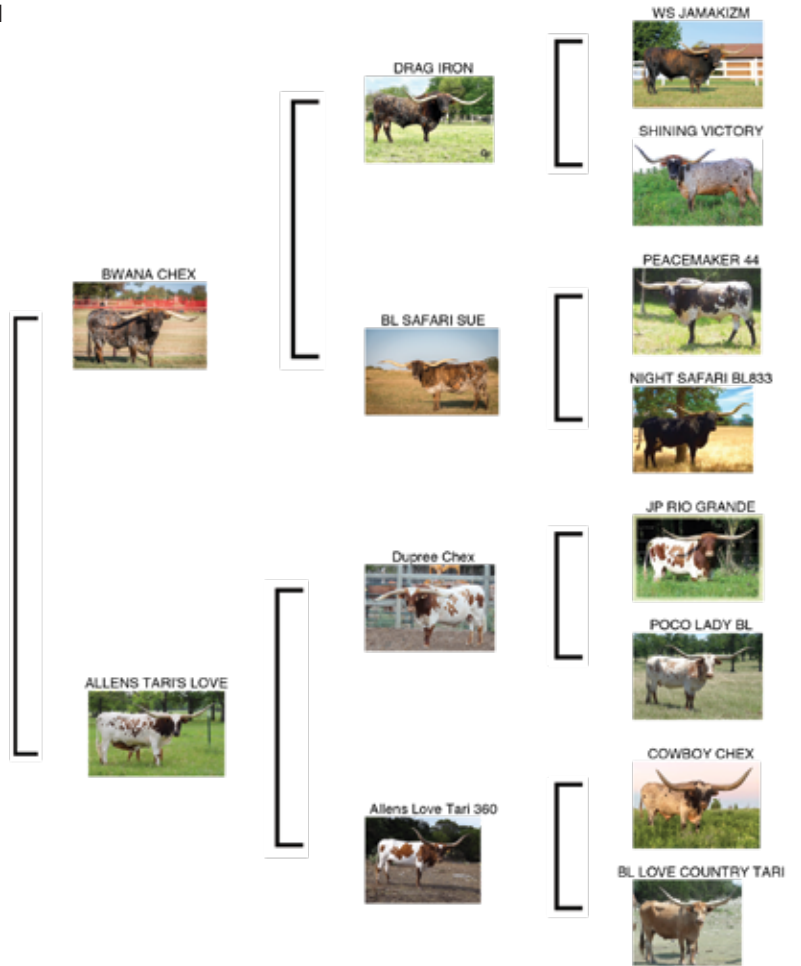 WS JAMAKIZM
DRAG IRON
SHINING VICTORY
PEACEMAKER 44
BWANA CHEX
BL SAFARI SUE
NIGHT SAFARI BL833
JP RIO GRANDE
Dupree Chex
POCO LADY BL
ALLENS TARI'S LOVE
COWBOY CHEX
Allens Love Tari 360
BL LOVE COUNTRY TARI